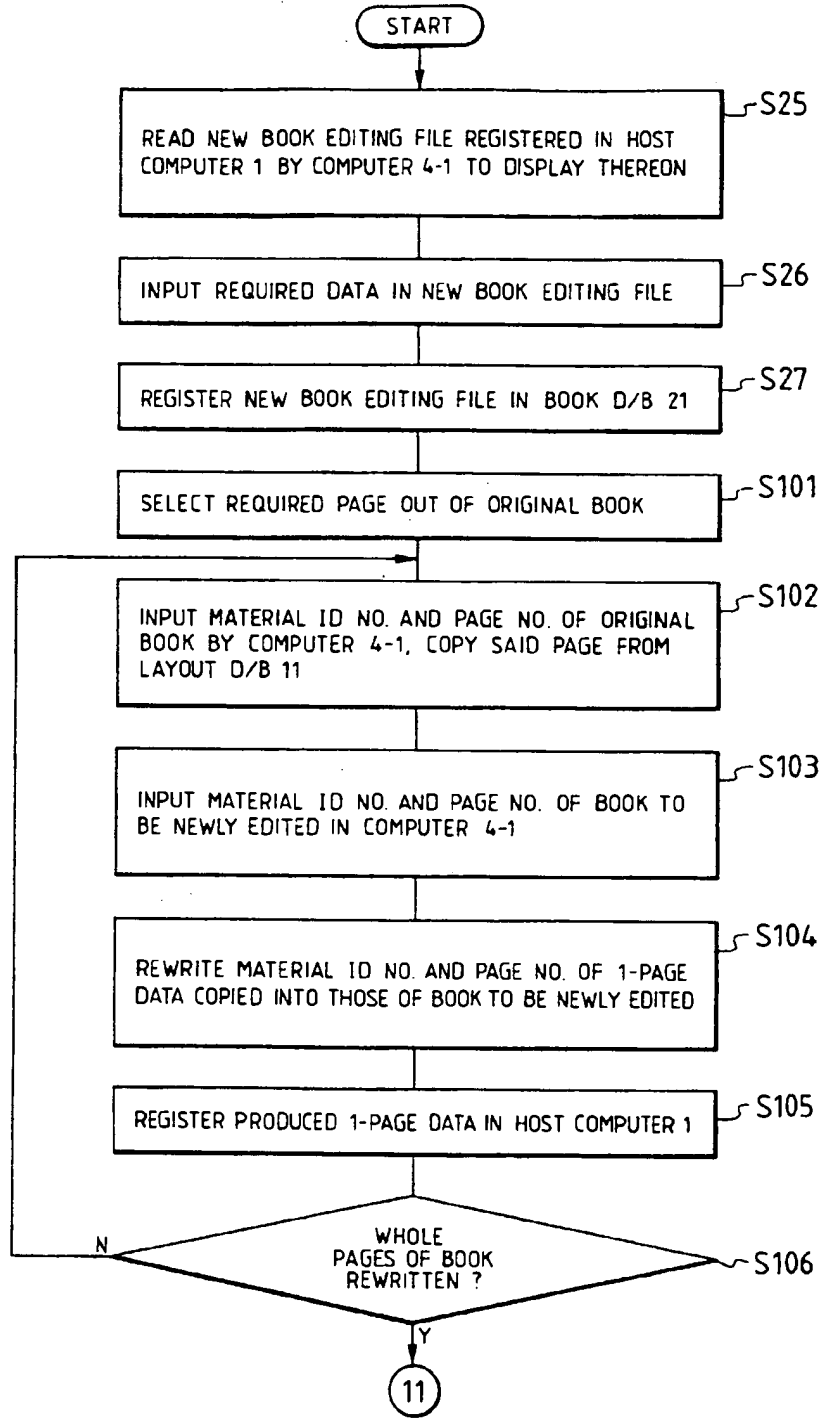 START
S25
READ NEW BOOK EDITING FILE REGISTERED IN HOST
COMPUTER 1 BY COMPUTER 4-1 TO DISPLAY THEREON
S26
INPUT REQUIRED DATA IN NEW BOOK EDITING FILE
S27
REGISTER NEW BOOK EDITING FILE IN BOOK D/B 21
S101
SELECT REQUIRED PAGE OUT OF ORIGINAL BOOK
S102
INPUT MATERIAL ID NO. AND PAGE NO. OF ORIGINAL
BOOK BY COMPUTER 4-1, COPY SAID PAGE FROM
LAYOUT D/B 11
S103
INPUT MATERIAL ID NO. AND PAGE NO. OF BOOK TO
BE NEWLY EDITED IN COMPUTER 4-1
S104
REWRITE MATERIAL ID NO. AND PAGE NO. OF 1-PAGE
DATA COPIED INTO THOSE OF BOOK TO BE NEWLY EDITED
S105
REGISTER PRODUCED 1-PAGE DATA IN HOST COMPUTER 1
WHOLE
N
PAGES OF BOOK
S106
REWRITTEN ?
Y
11